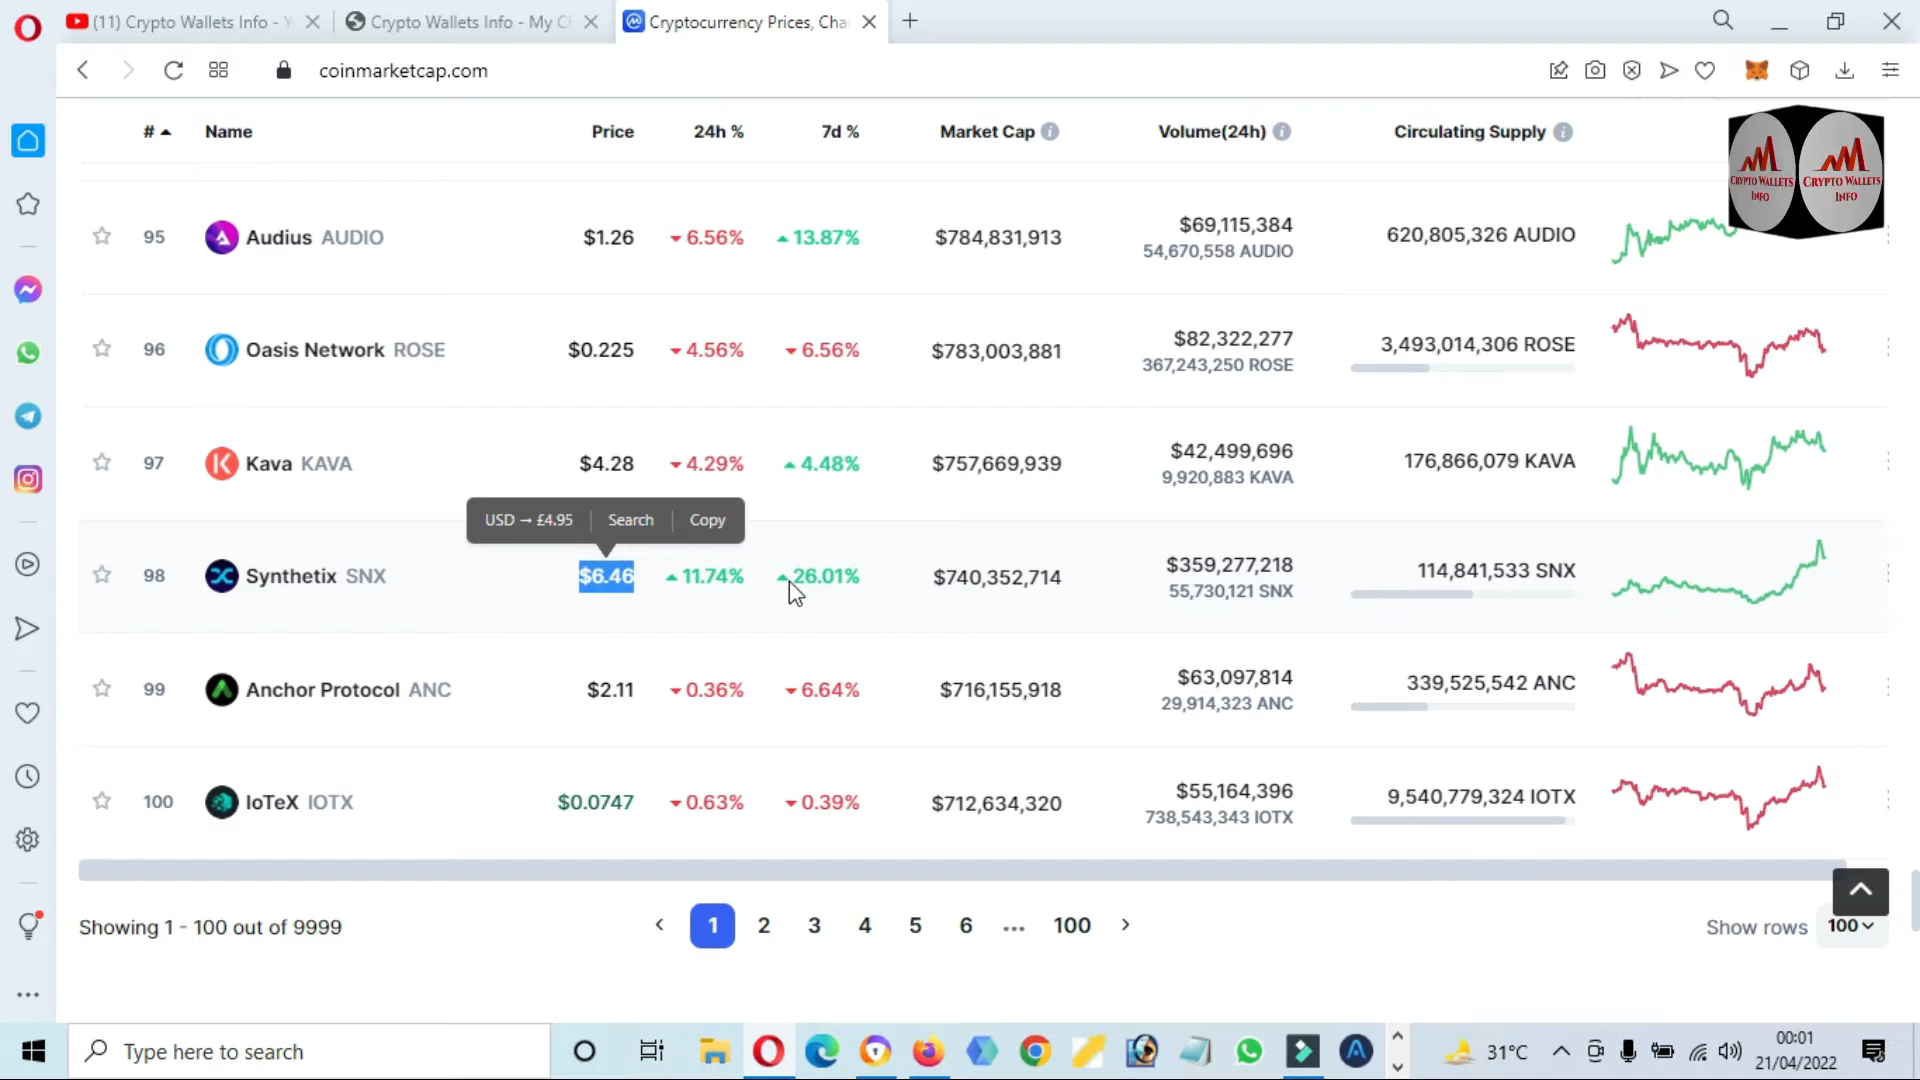 (11) Crypto Wallets Info - Y
Crypto Wallets Info - My C
Cryptocurrency Prices, Cha
coinmarketcap.com
# Name Price 24h % 7d % Market Cap Volume(24h) Circulating Supply
CRYPTO WALLETS INFO
CRYPTO WALLETS INFO
95 Audius AUDIO $1.26 6.56% 13.87% $784,831,913 $69,115,384 620,805,326 AUDIO
54,670,558 AUDIO
96 Oasis Network ROSE $0.225 4.56% 6.56% $783,003,881 $82,322,277 3,493,014,306 ROSE
367,243,250 ROSE
97 Kava KAVA $4.28 4.29% 4.48% $757,669,939 $42,499,696 176,866,079 KAVA
9,920,883 KAVA
USD → £4.95 Search Copy
98 Synthetix SNX $6.46 11.74% 26.01% $740,352,714 $359,277,218 114,841,533 SNX
55,730,121 SNX
99 Anchor Protocol ANC $2.11 0.36% 6.64% $716,155,918 $63,097,814 339,525,542 ANC
29,914,323 ANC
100 IoTeX IOTX $0.0747 0.63% 0.39% $712,634,320 $55,164,396 9,540,779,324 IOTX
738,543,343 IOTX
Showing 1 - 100 out of 9999
1 2 3 4 5 6 ... 100
Show rows 100
Type here to search
31°C
00:01
21/04/2022